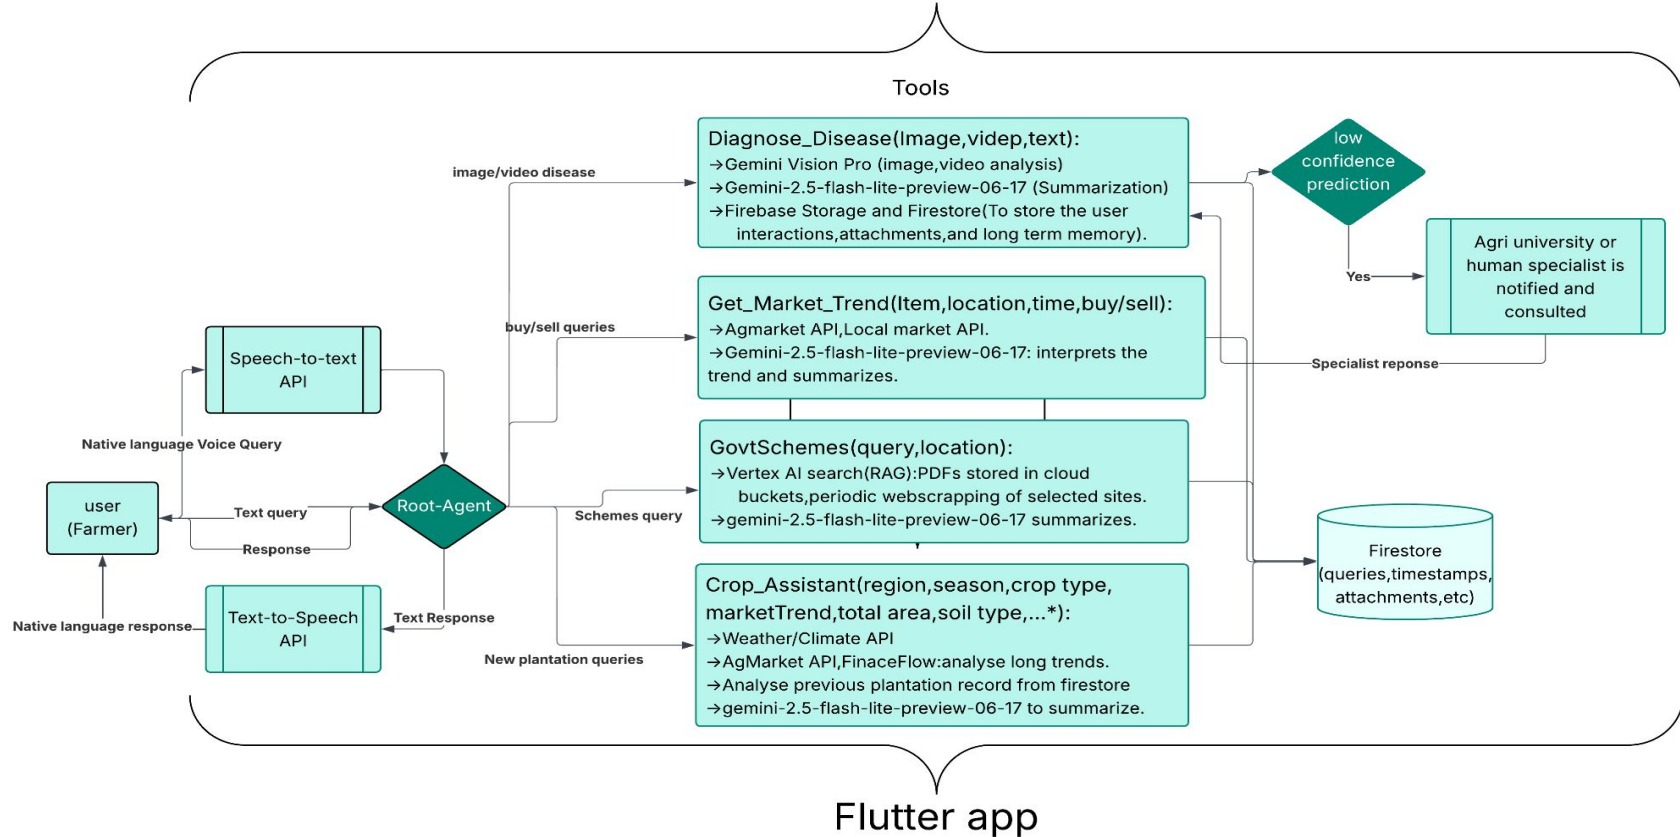 Tools
Diagnose_Disease(Image,videp,text):
→Gemini Vision Pro (image,video analysis)
→Gemini-2.5-flash-lite-preview-06-17 (Summarization)
→Firebase Storage and Firestore(To store the user
interactions,attachments,and long term memory).
low
confidence
prediction
image/video disease
Agri university or
human specialist is
notified and
consulted
Yes
Get_Market_Trend(Item,location,time,buy/sell):
→Agmarket API,Local market API.
→Gemini-2.5-flash-lite-preview-06-17: interprets the
trend and summarizes.
buy/sell queries
Specialist reponse
Speech-to-text
API
Native language Voice Query
GovtSchemes(query,location):
→Vertex AI search(RAG):PDFs stored in cloud
buckets,periodic webscrapping of selected sites.
→gemini-2.5-flash-lite-preview-06-17 summarizes.
user
(Farmer)
Text query
Root-Agent
Schemes query
Response
Firestore
(queries,timestamps,
attachments,etc)
Crop_Assistant(region,season,crop type,
marketTrend,total area,soil type,...*):
→Weather/Climate API
→AgMarket API,FinaceFlow:analyse long trends.
→Analyse previous plantation record from firestore
→gemini-2.5-flash-lite-preview-06-17 to summarize.
Native language response
Text-to-Speech
API
Text Response
New plantation queries
Flutter app